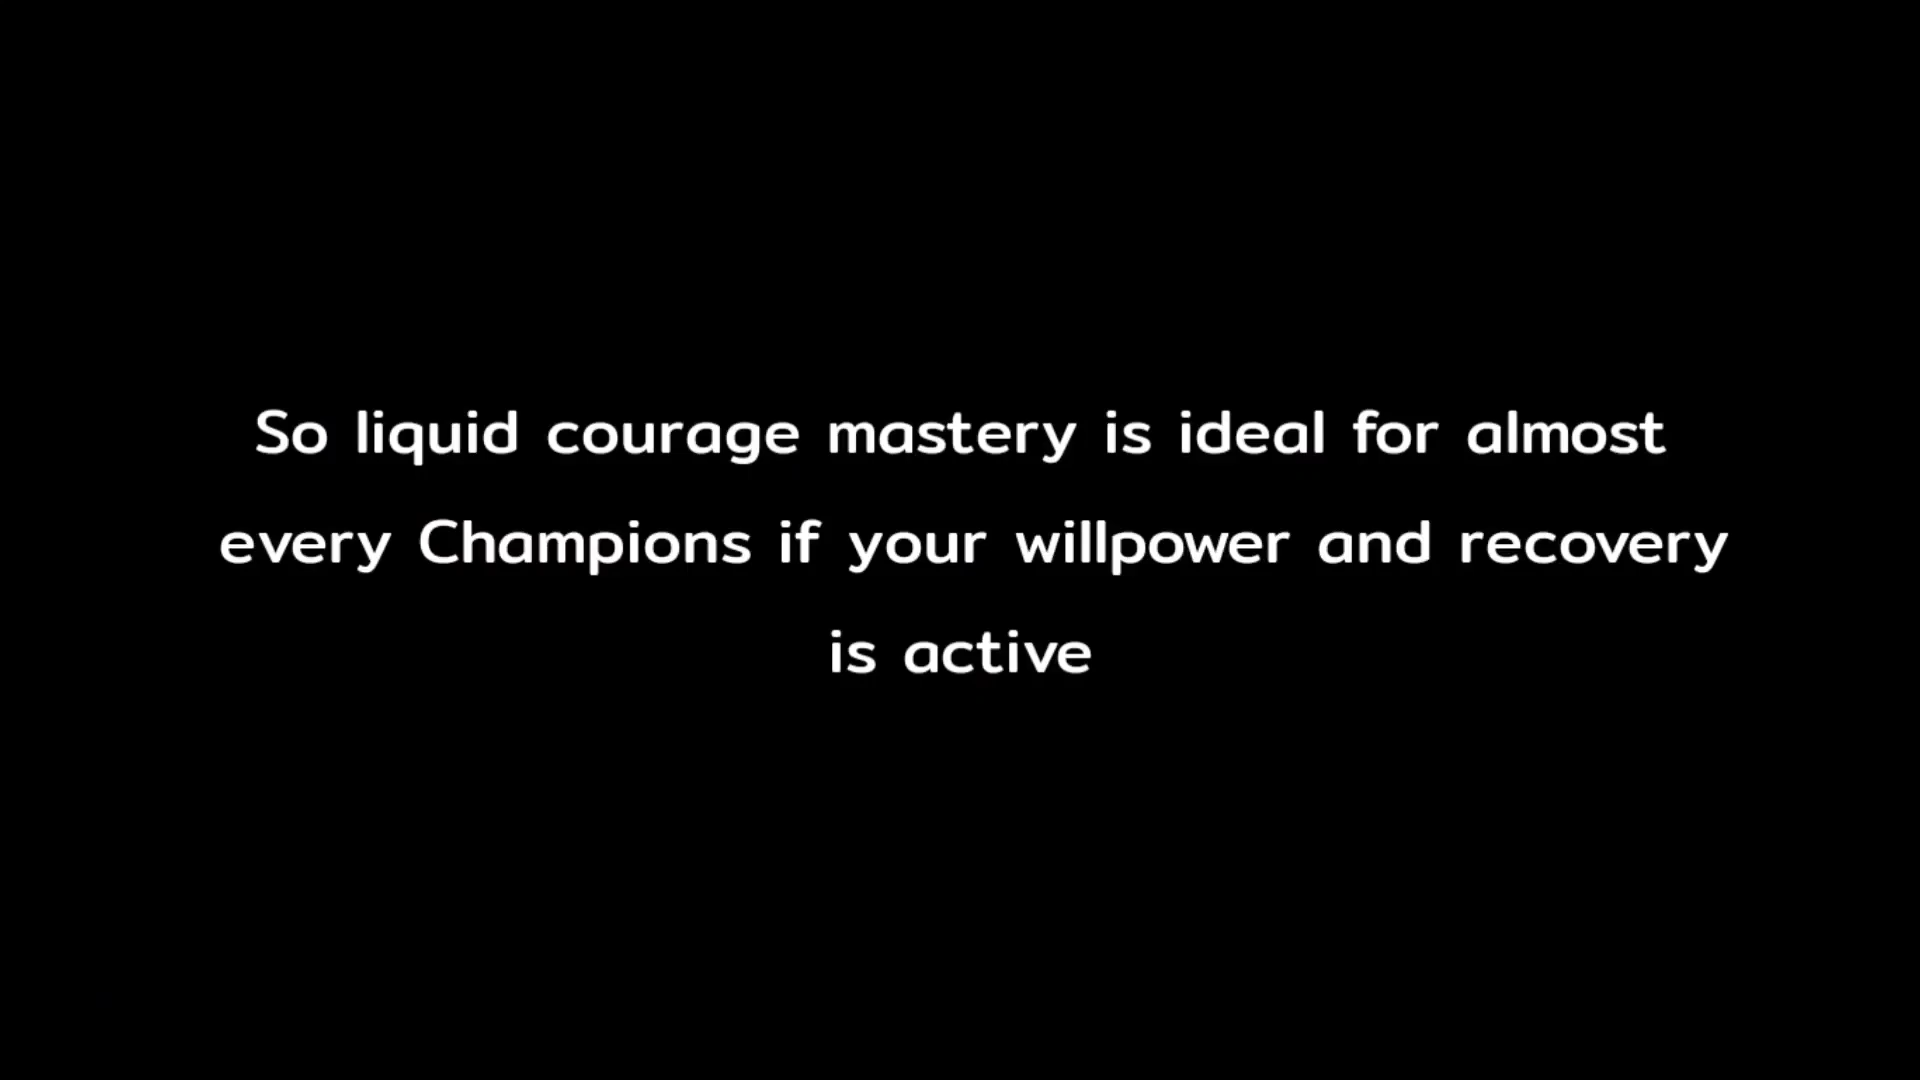 So liquid courage mastery is ideal for almost
every Champions if your willpower and recovery
is active